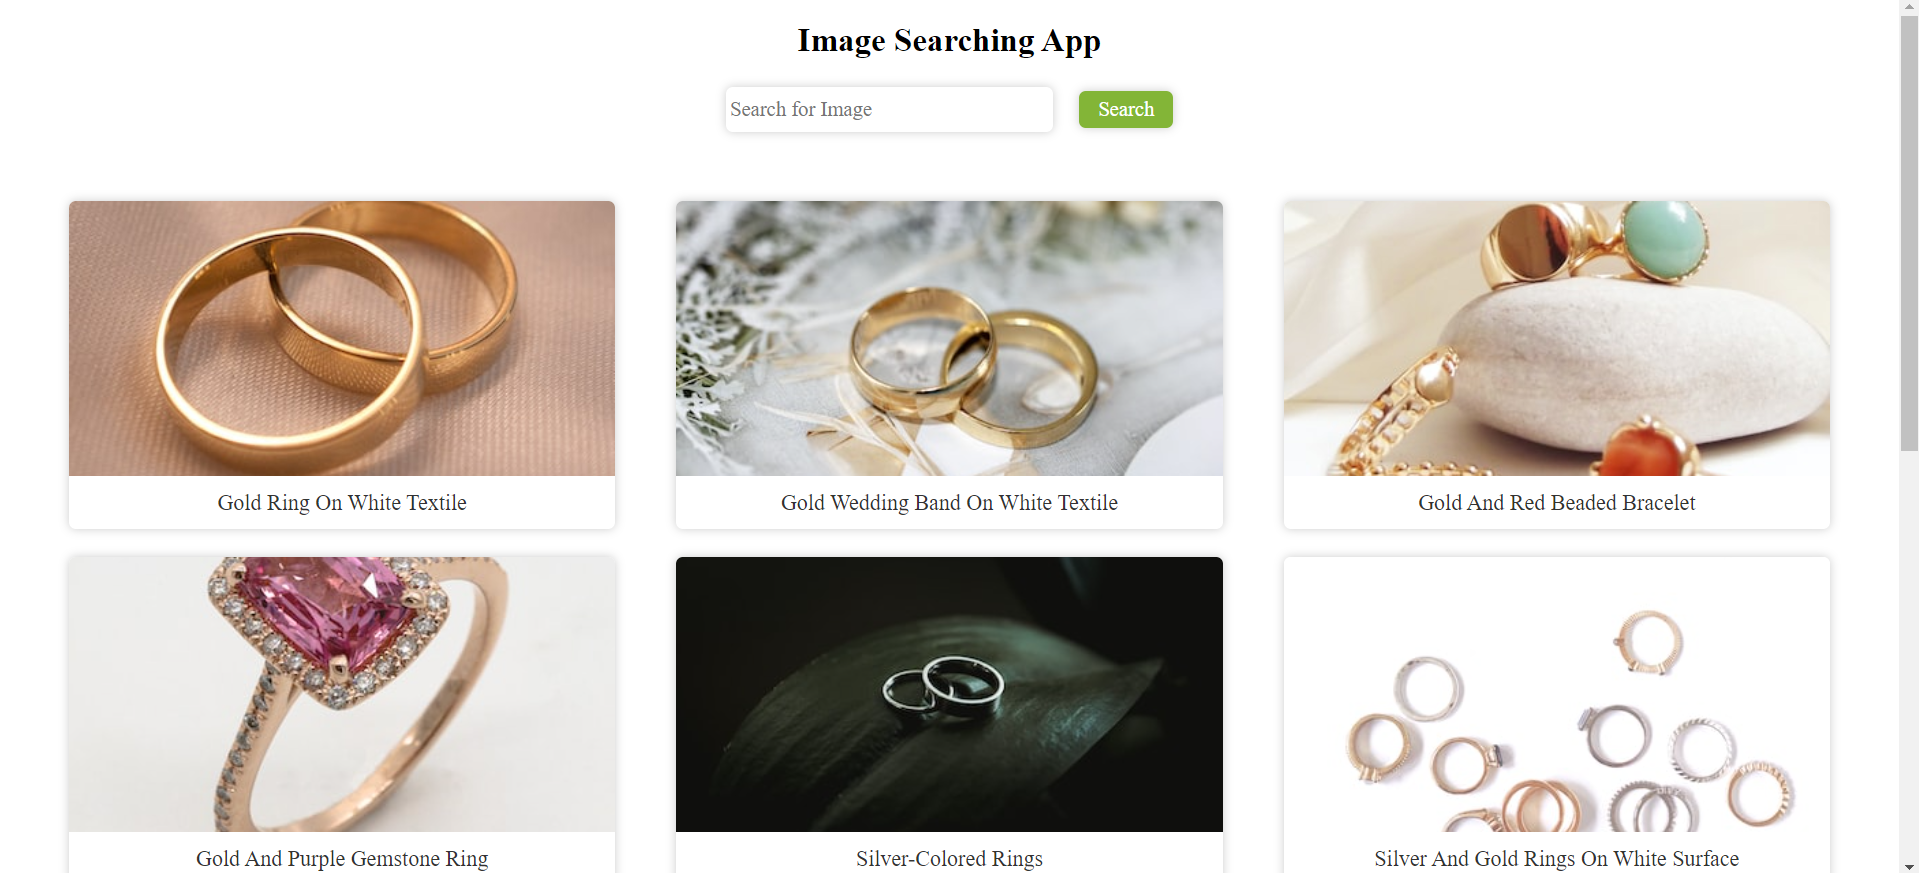 Image Searching App
Search for Image
Search
Gold Ring On White Textile
Gold Wedding Band On White Textile
Gold And Red Beaded Bracelet
Gold And Purple Gemstone Ring
Silver-Colored Rings
Silver And Gold Rings On White Surface